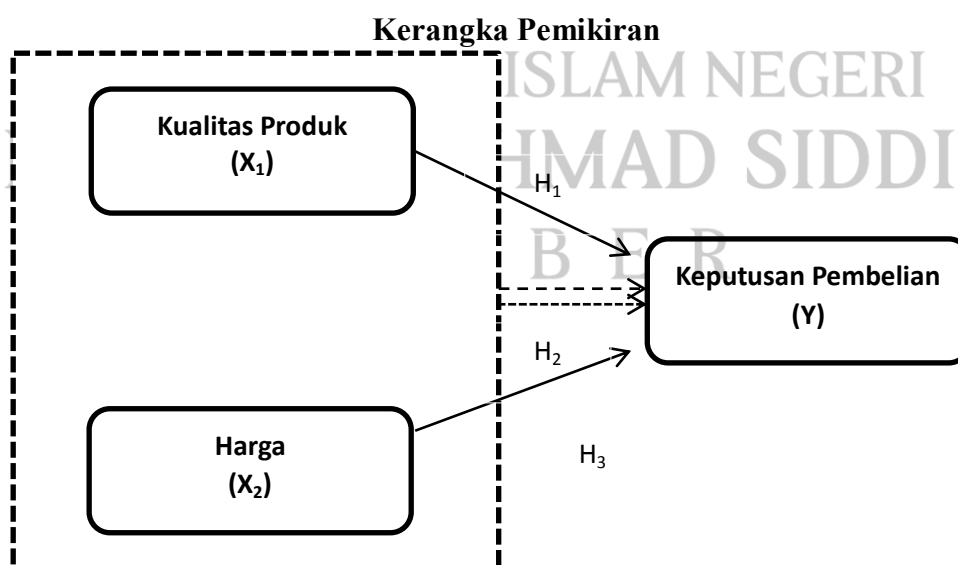 Kerangka Pemikiran
ISLAM NEGERI
Kualitas Produk
(X₁)
HMAD SIDDI
H₁
B E R
Keputusan Pembelian
(Y)
H₂
Harga
(X₂)
H₃